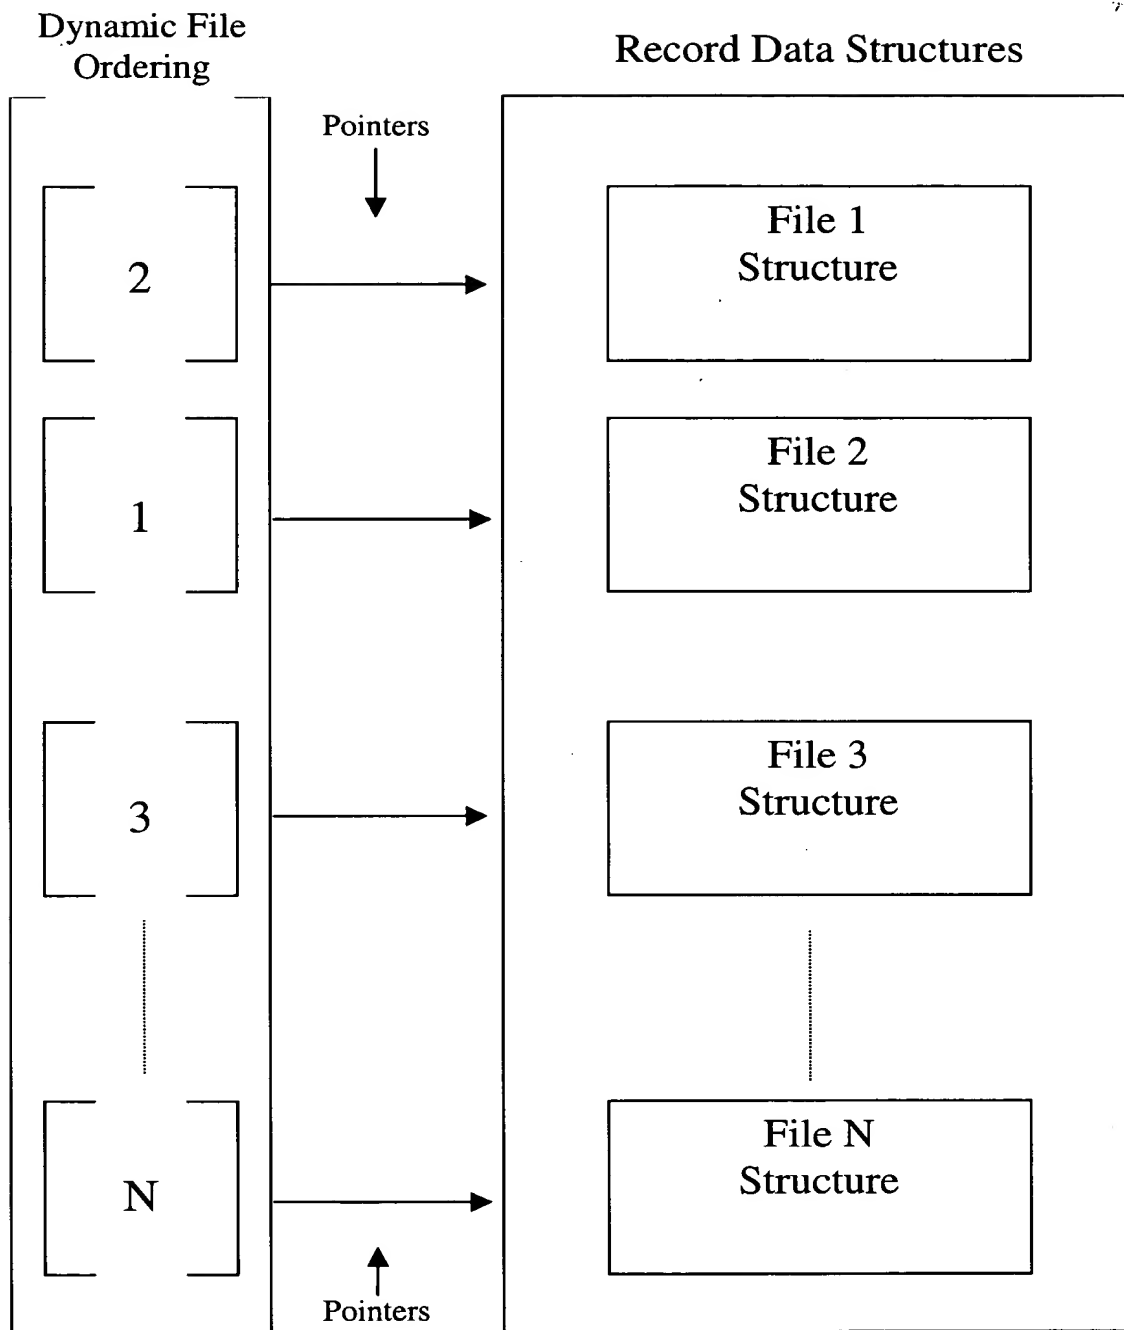 Dynamic File
Ordering
Record Data Structures
Pointers
2
File 1
Structure
1
File 2
Structure
3
File 3
Structure
N
File N
Structure
Pointers